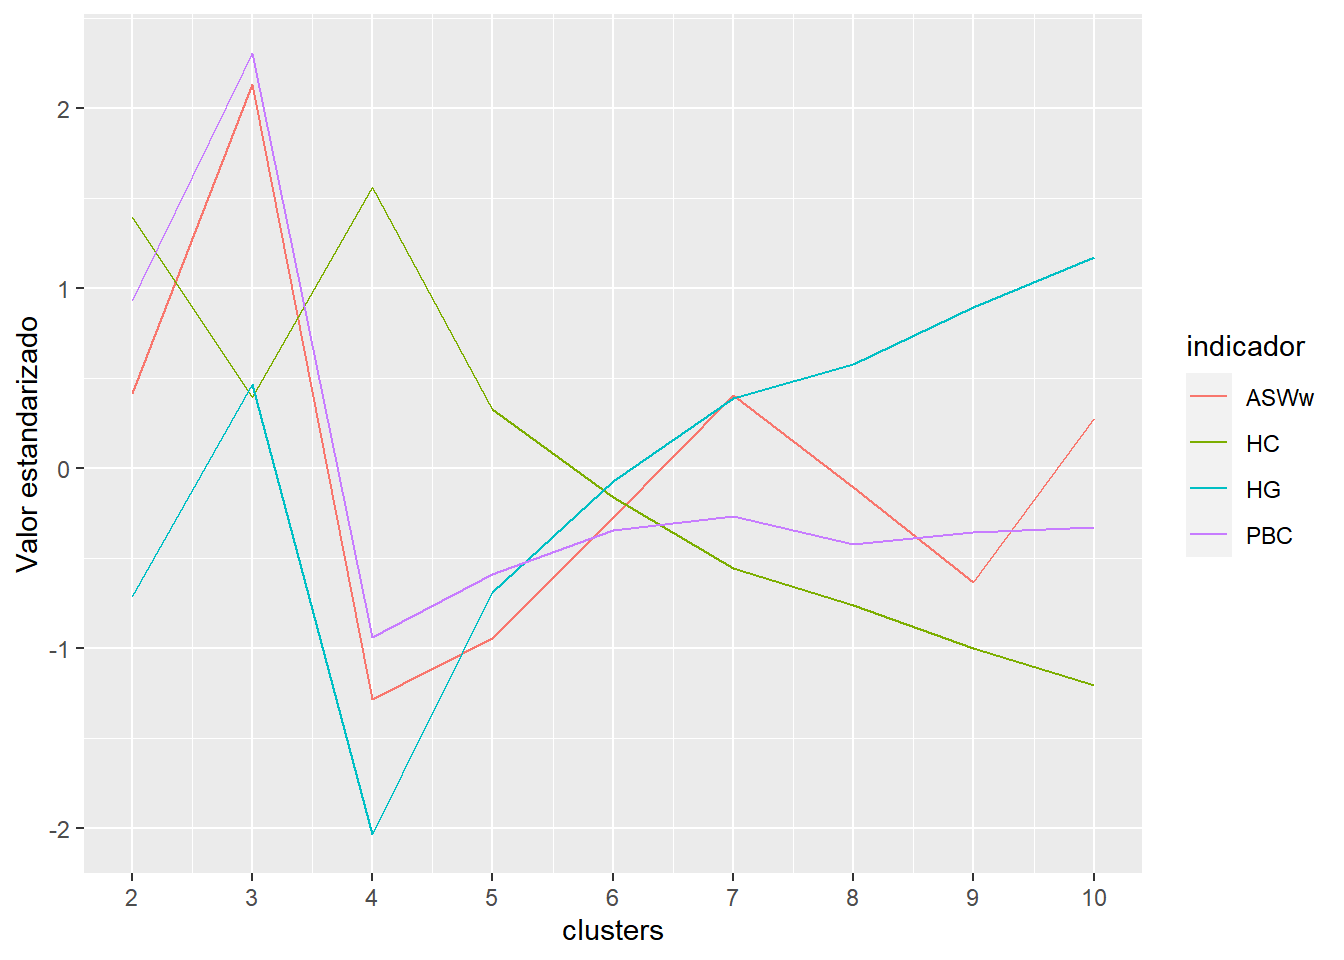 Valor estandarizado
2
1
0
-1
-2
2 3 4 5 6 7 8 9 10
clusters
indicador
ASWw
HC
HG
PBC